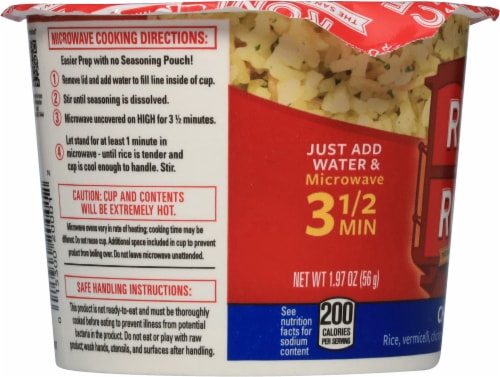 MICROWAVE COOKING DIRECTIONS:
Easier Prep with no Seasoning Pouch!
1 Remove lid and add water to fill line inside of cup.
2 Stir until seasoning is dissolved.
3 Microwave uncovered on HIGH for 3 ½ minutes.
4 Let stand for at least 1 minute in
microwave - until rice is tender and
cup is cool enough to handle. Stir.
CAUTION: CUP AND CONTENTS
WILL BE EXTREMELY HOT.
Microwave ovens vary in rate of heating; cooking time may be
different. Do not reuse cup. Additional space included in cup to prevent
product from boiling over. Do not leave microwave unattended.
SAFE HANDLING INSTRUCTIONS:
This product is not ready-to-eat and must be thoroughly
cooked before eating to prevent illness from potential
bacteria in the product. Do not eat or play with raw
product; wash hands, utensils, and surfaces after handling.
JUST ADD
WATER &
Microwave
3 1/2
MIN
NET WT 1.97 OZ (56 g)
See
nutrition
facts for
sodium
content
200
CALORIES
PER SERVING
Rice, vermicelli,